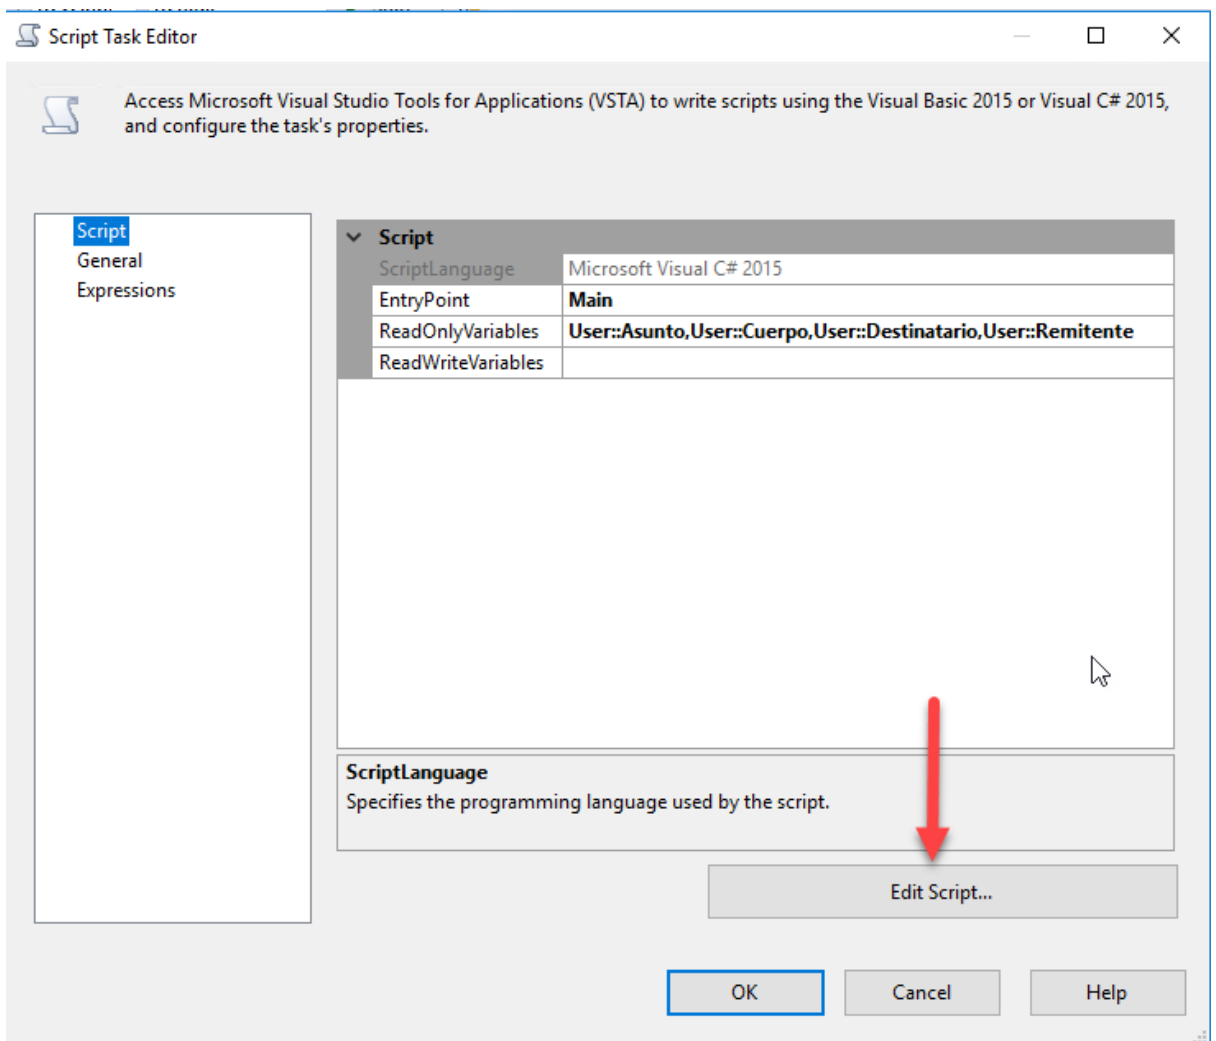 Script Task Editor
Access Microsoft Visual Studio Tools for Applications (VSTA) to write scripts using the Visual Basic 2015 or Visual C# 2015,
and configure the task's properties.
Script
General
Expressions
Script
ScriptLanguage Microsoft Visual C# 2015
EntryPoint Main
ReadOnlyVariables User::Asunto,User::Cuerpo,User::Destinatario,User::Remitente
ReadWriteVariables
ScriptLanguage
Specifies the programming language used by the script.
Edit Script...
OK Cancel Help